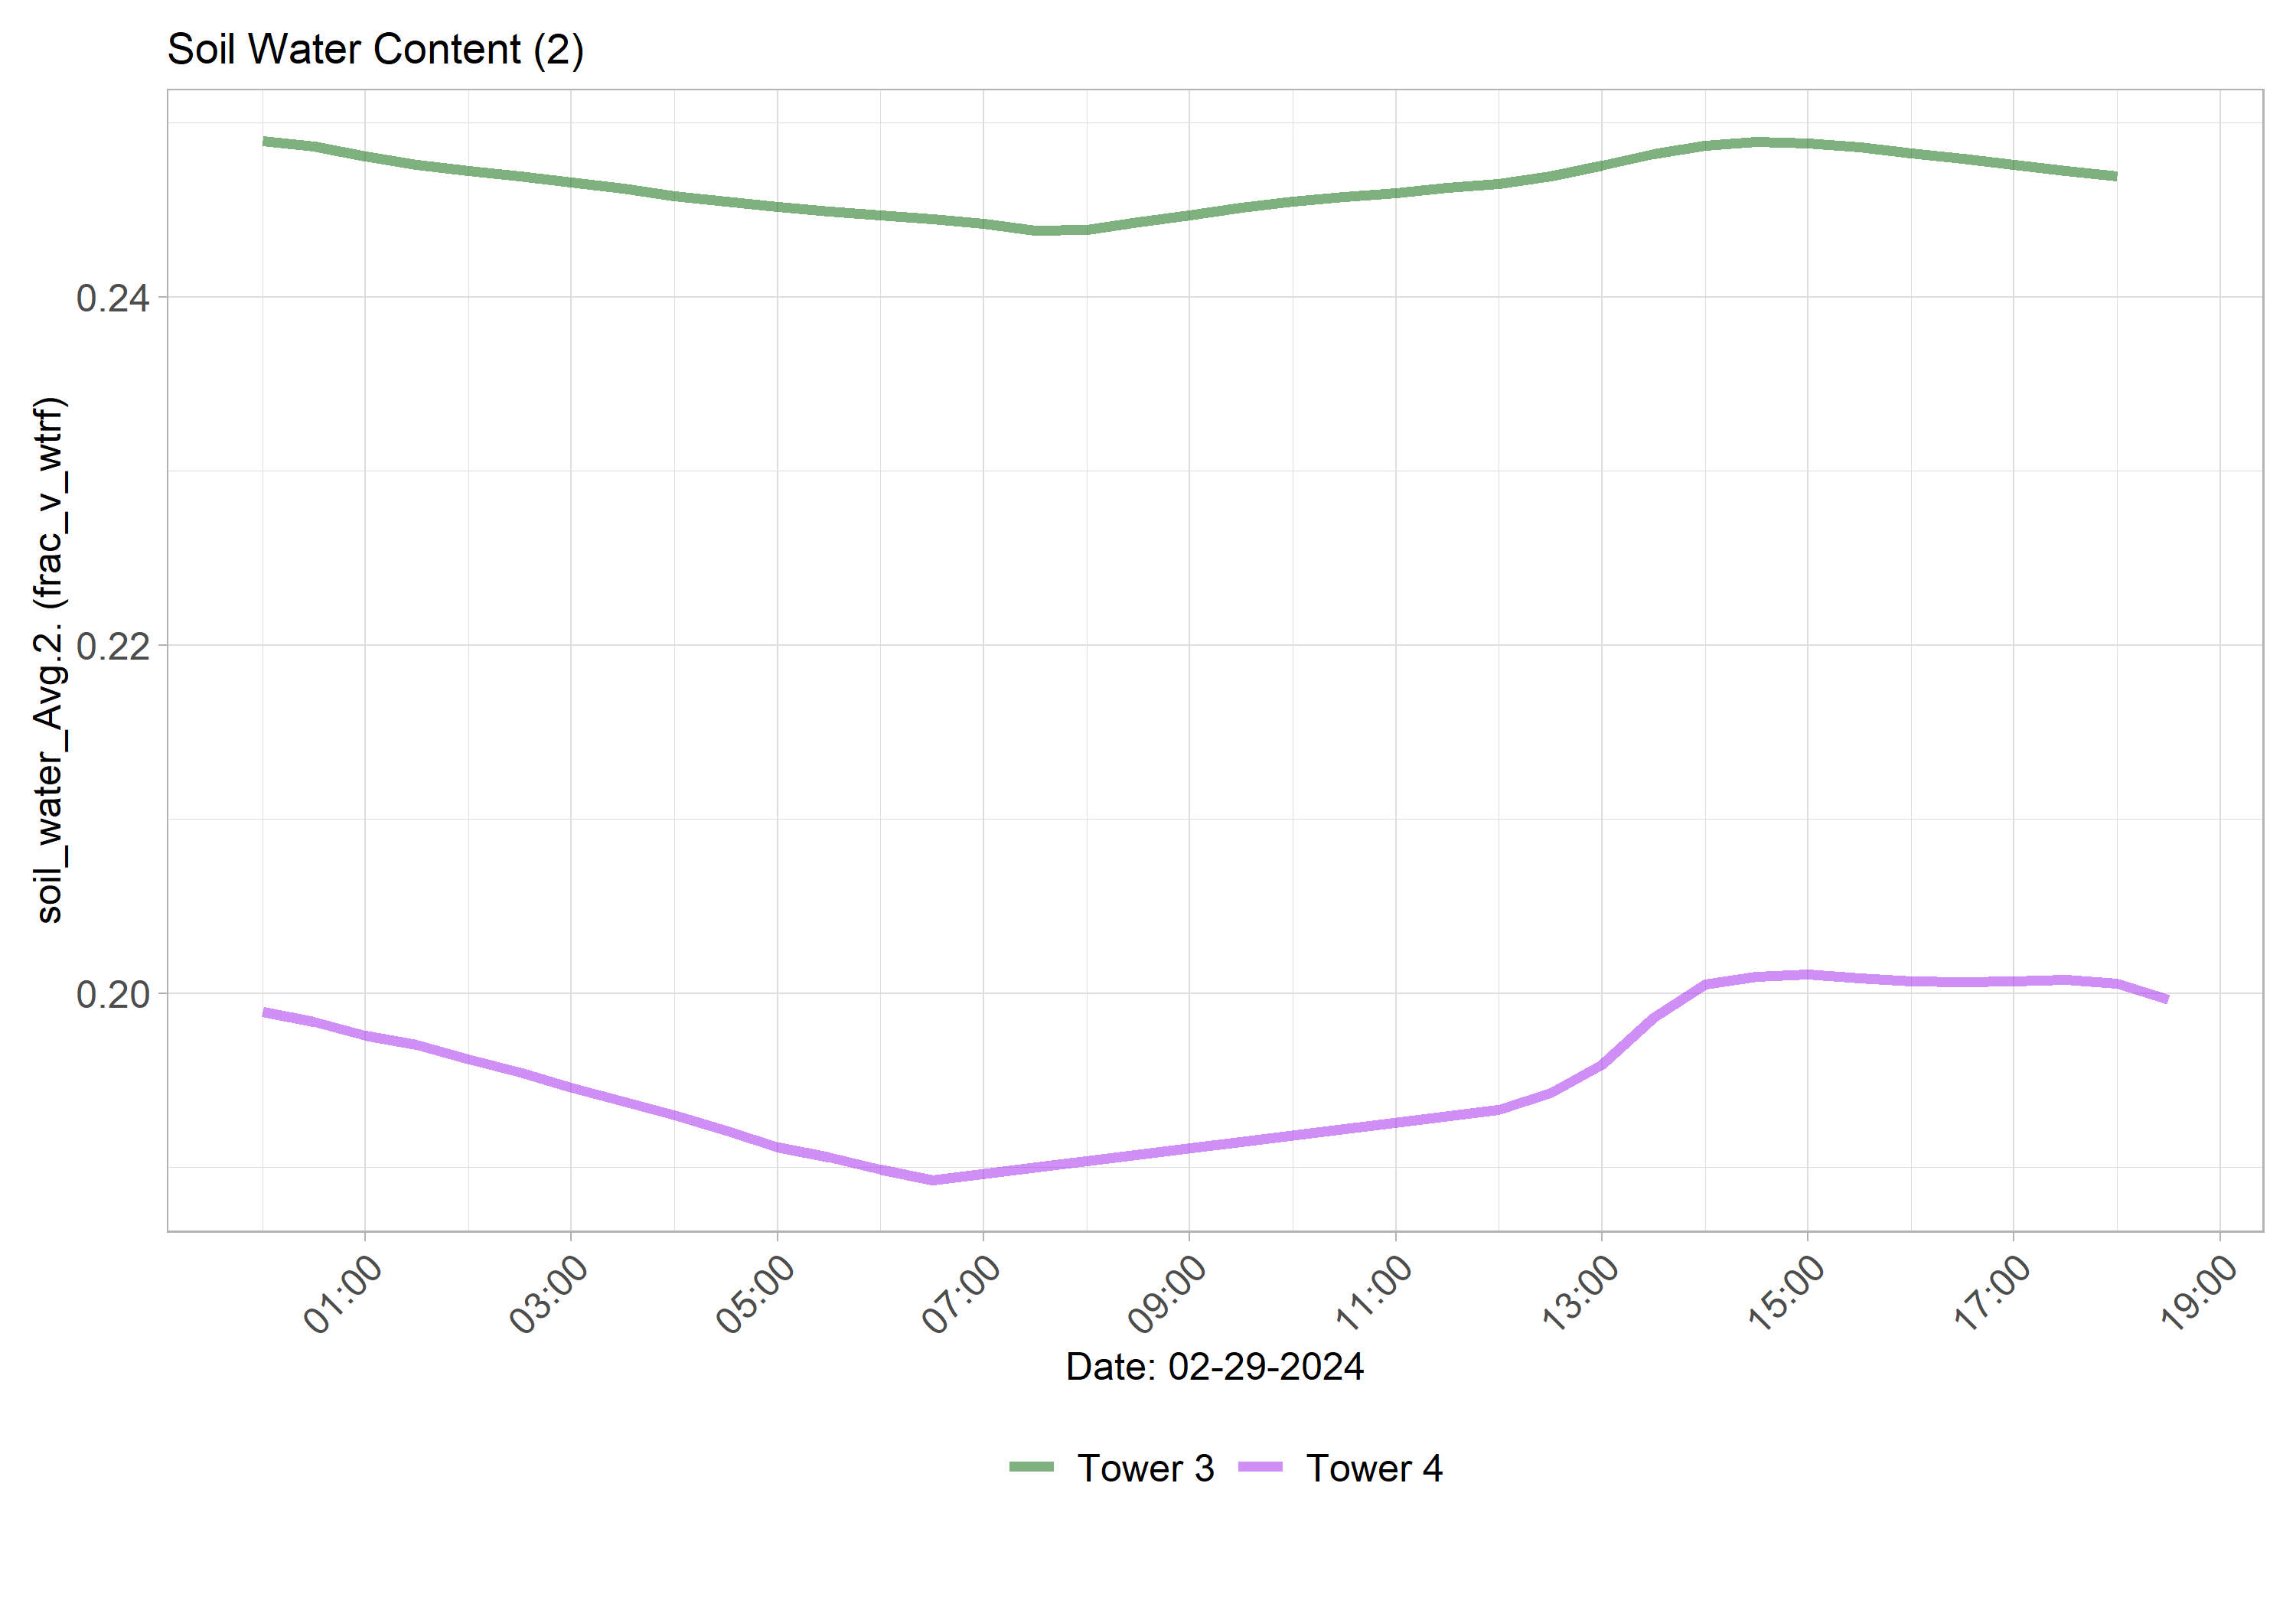 Soil Water Content (2)
soil_water_Avg.2. (frac_v_wtrf)
0.24
0.22
0.20
01:00
03:00
05:00
07:00
09:00
11:00
13:00
15:00
17:00
19:00
Date: 02-29-2024
Tower 3
Tower 4